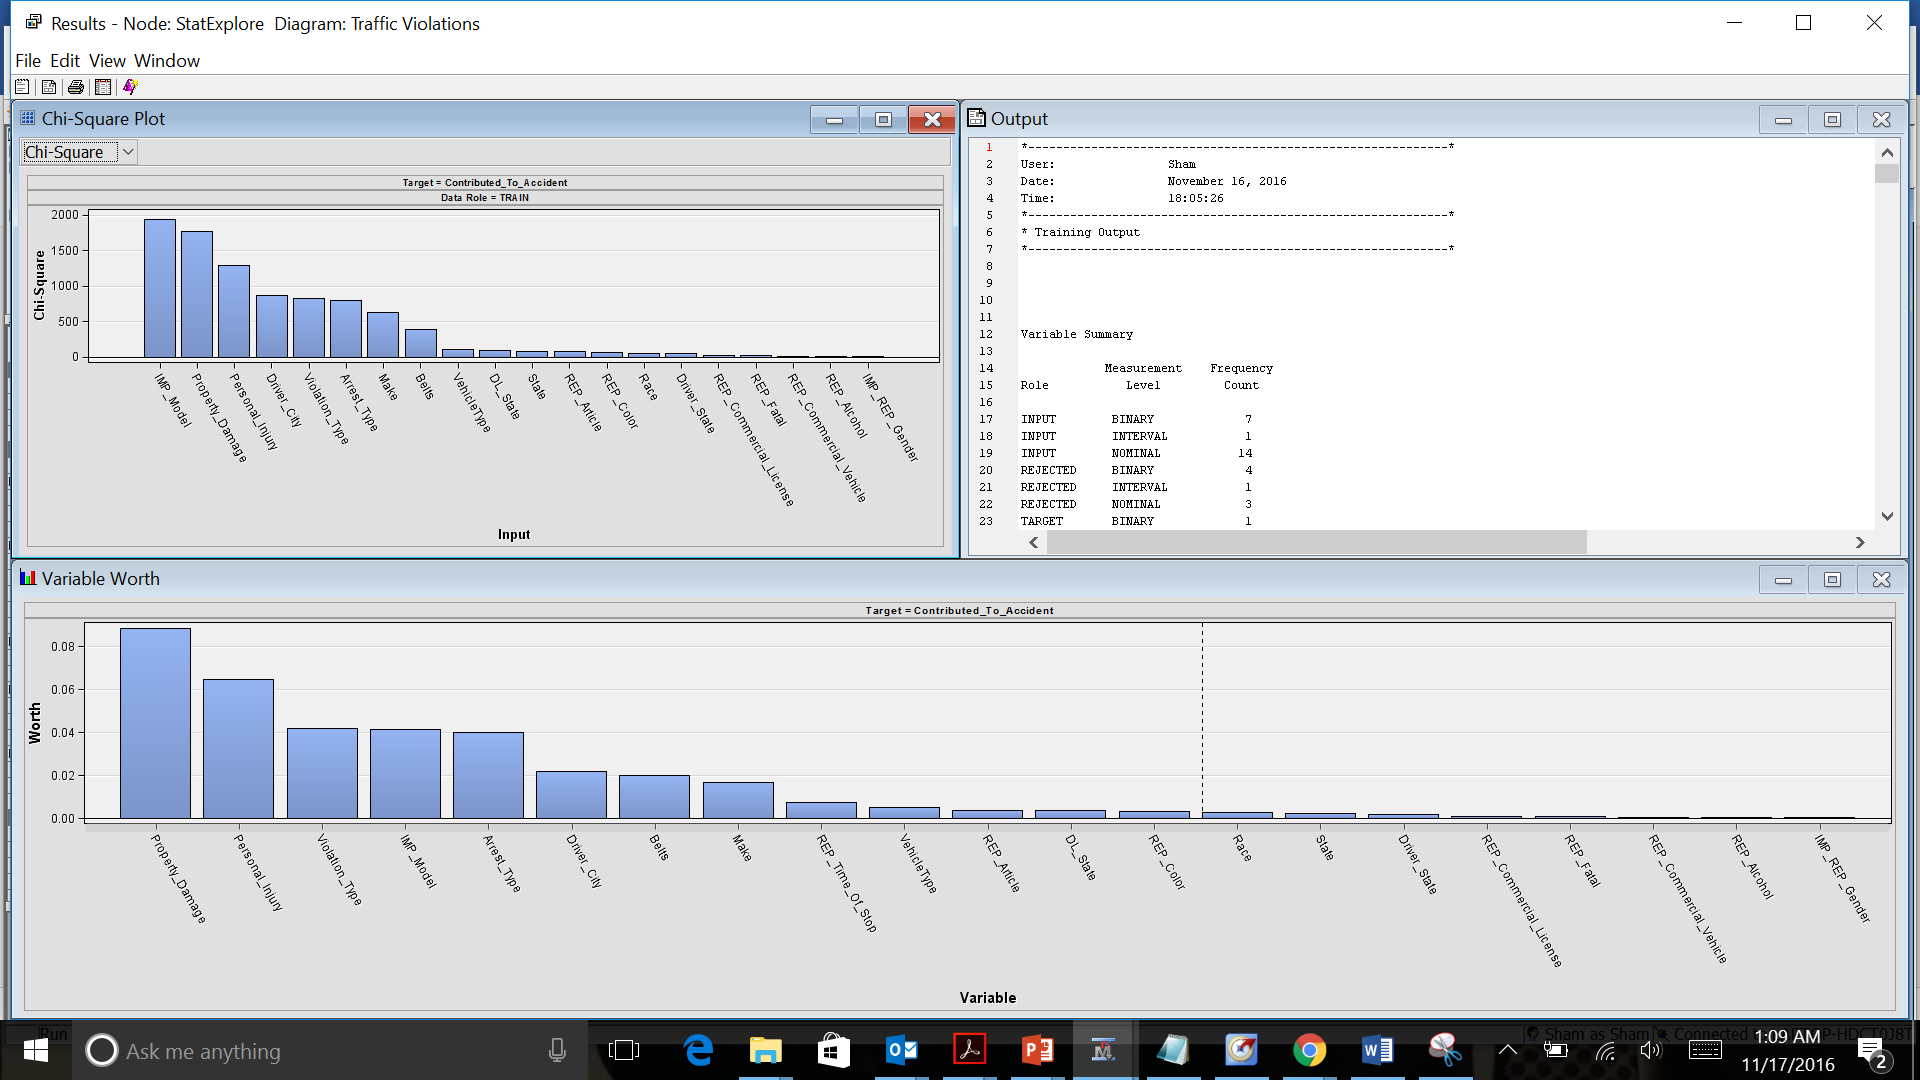 Results - Node: StatExplore  Diagram: Traffic Violations
File Edit View Window
Chi-Square Plot
Chi-Square
Target = Contributed_To_Accident
Data Role = TRAIN
Chi-Square
2000
1500
1000
500
0
IMP_Model
Property_Damage
Personal_Injury
Driver_City
Violation_Type
Arrest_Type
Make
Belts
VehicleType
DL_State
State
REP_Article
REP_Color
Race
Driver_State
REP_Commercial_License
REP_Fatal
REP_Commercial_Vehicle
REP_Alcohol
IMP_REP_Gender
Input
Output
1 *------------------------------------------------------------*
2 User: Sham
3 Date: November 16, 2016
4 Time: 18:05:26
5 *------------------------------------------------------------*
6 * Training Output
7 *------------------------------------------------------------*
8
9
10
11
12 Variable Summary
13
14 Measurement Frequency
15 Role Level Count
16
17 INPUT BINARY 7
18 INPUT INTERVAL 1
19 INPUT NOMINAL 14
20 REJECTED BINARY 4
21 REJECTED INTERVAL 1
22 REJECTED NOMINAL 3
23 TARGET BINARY 1
Variable Worth
Target = Contributed_To_Accident
Worth
0.08
0.06
0.04
0.02
0.00
Property_Damage
Personal_Injury
Violation_Type
IMP_Model
Arrest_Type
Driver_City
Belts
Make
REP_Time_Of_Stop
VehicleType
REP_Article
DL_State
REP_Color
Race
State
Driver_State
REP_Commercial_License
REP_Fatal
REP_Commercial_Vehicle
REP_Alcohol
IMP_REP_Gender
Variable
Run
Sham as Sham
Connected
Ask me anything
1:09 AM
11/17/2016
2